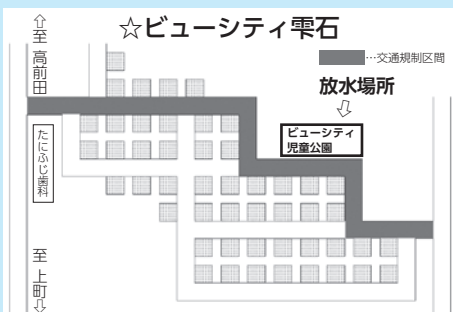 ☆ビューシティ雫石
⇧至 高前田
…交通規制区間
放水場所
⇩
ビューシティ
児童公園
たにふじ歯科
至 上町⇩